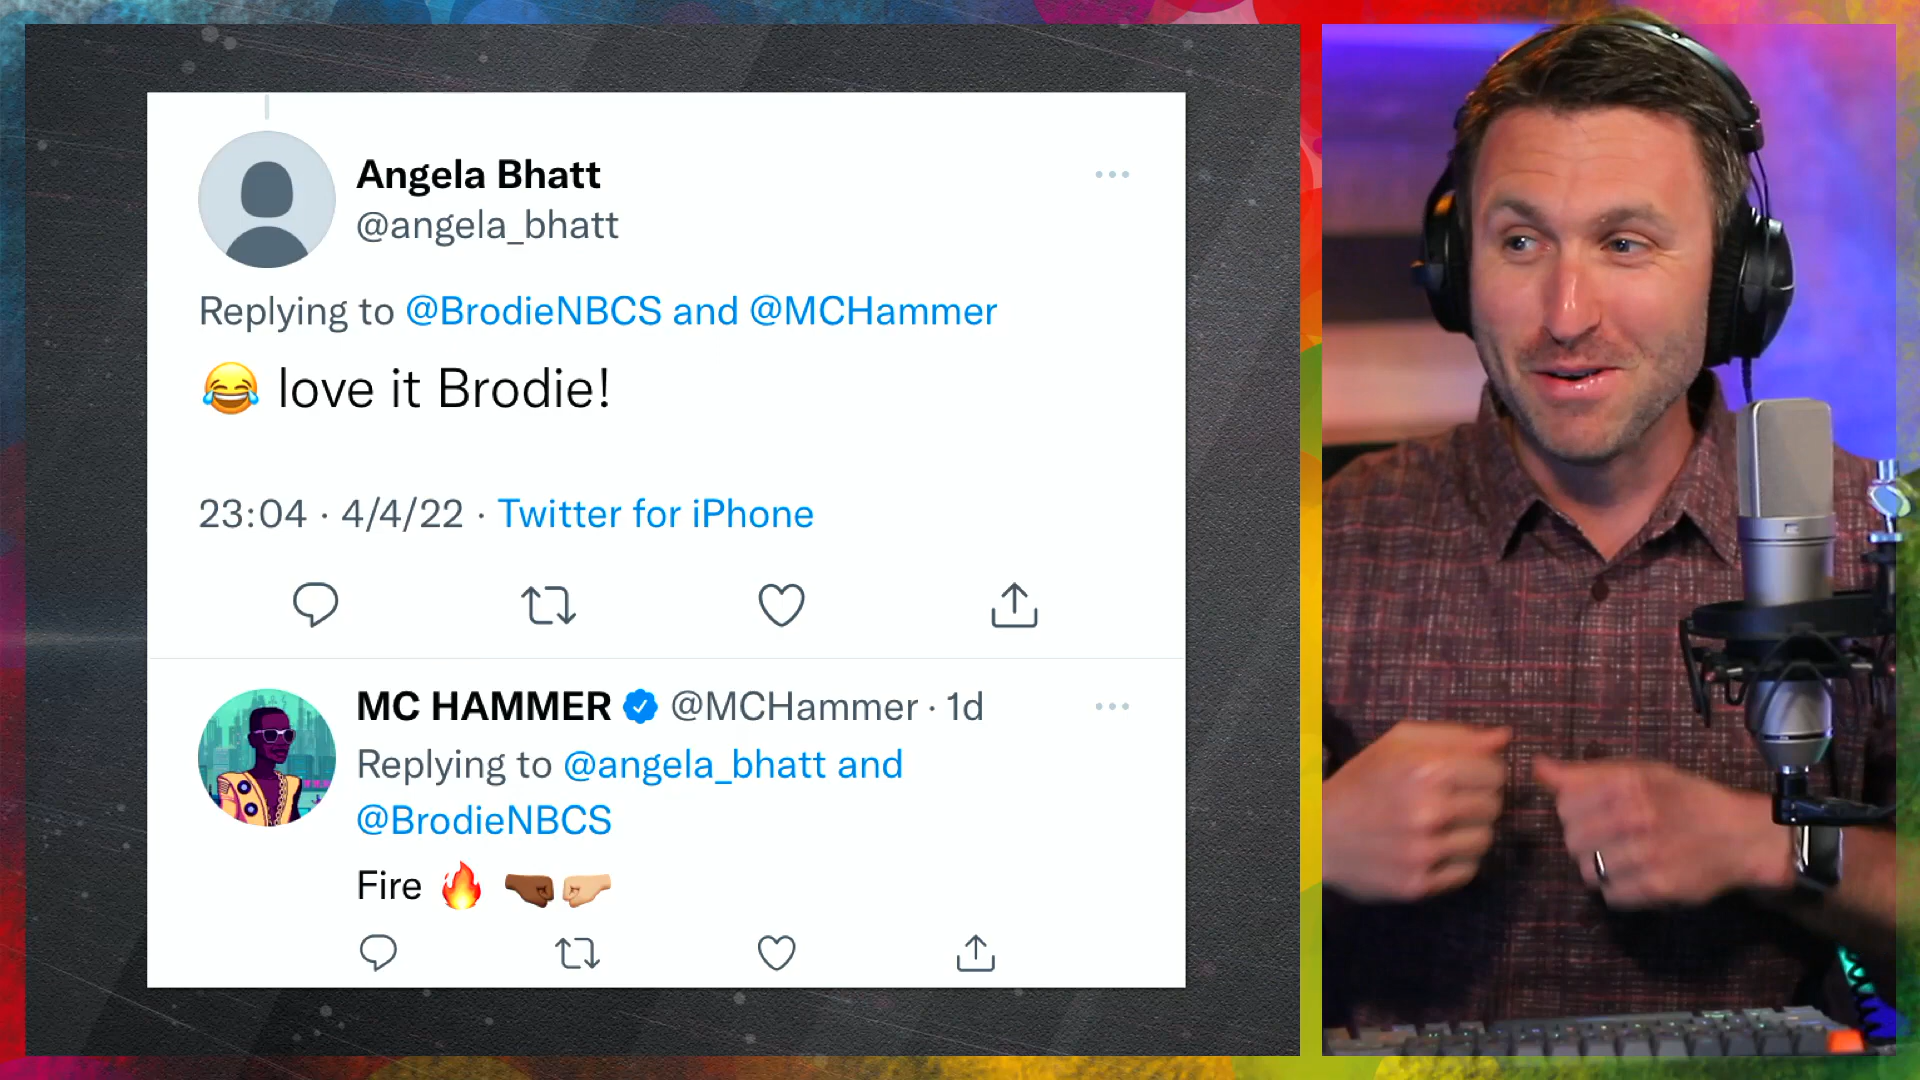 Angela Bhatt
@angela_bhatt
Replying to @BrodieNBCS and @MCHammer
😂 love it Brodie!
23:04 · 4/4/22 · Twitter for iPhone
MC HAMMER @MCHammer · 1d
Replying to @angela_bhatt and
@BrodieNBCS
Fire 🔥 🤜🏾🤛🏼